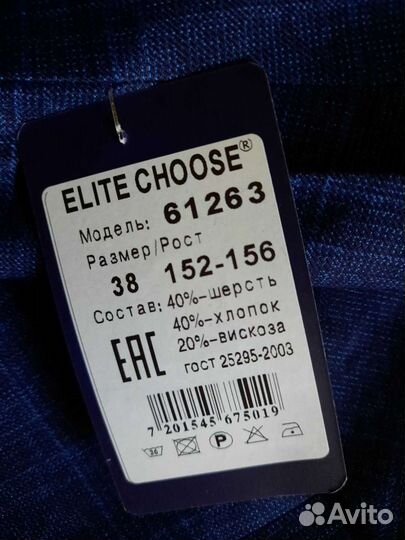 ELITE CHOOSE®
Модель: 61263
Размер/Рост
38 152-156
Состав: 40%-шерсть
40%-хлопок
20%-вискоза
ЕАС
гост 25295-2003
7 201545 675019
30
P
Avito